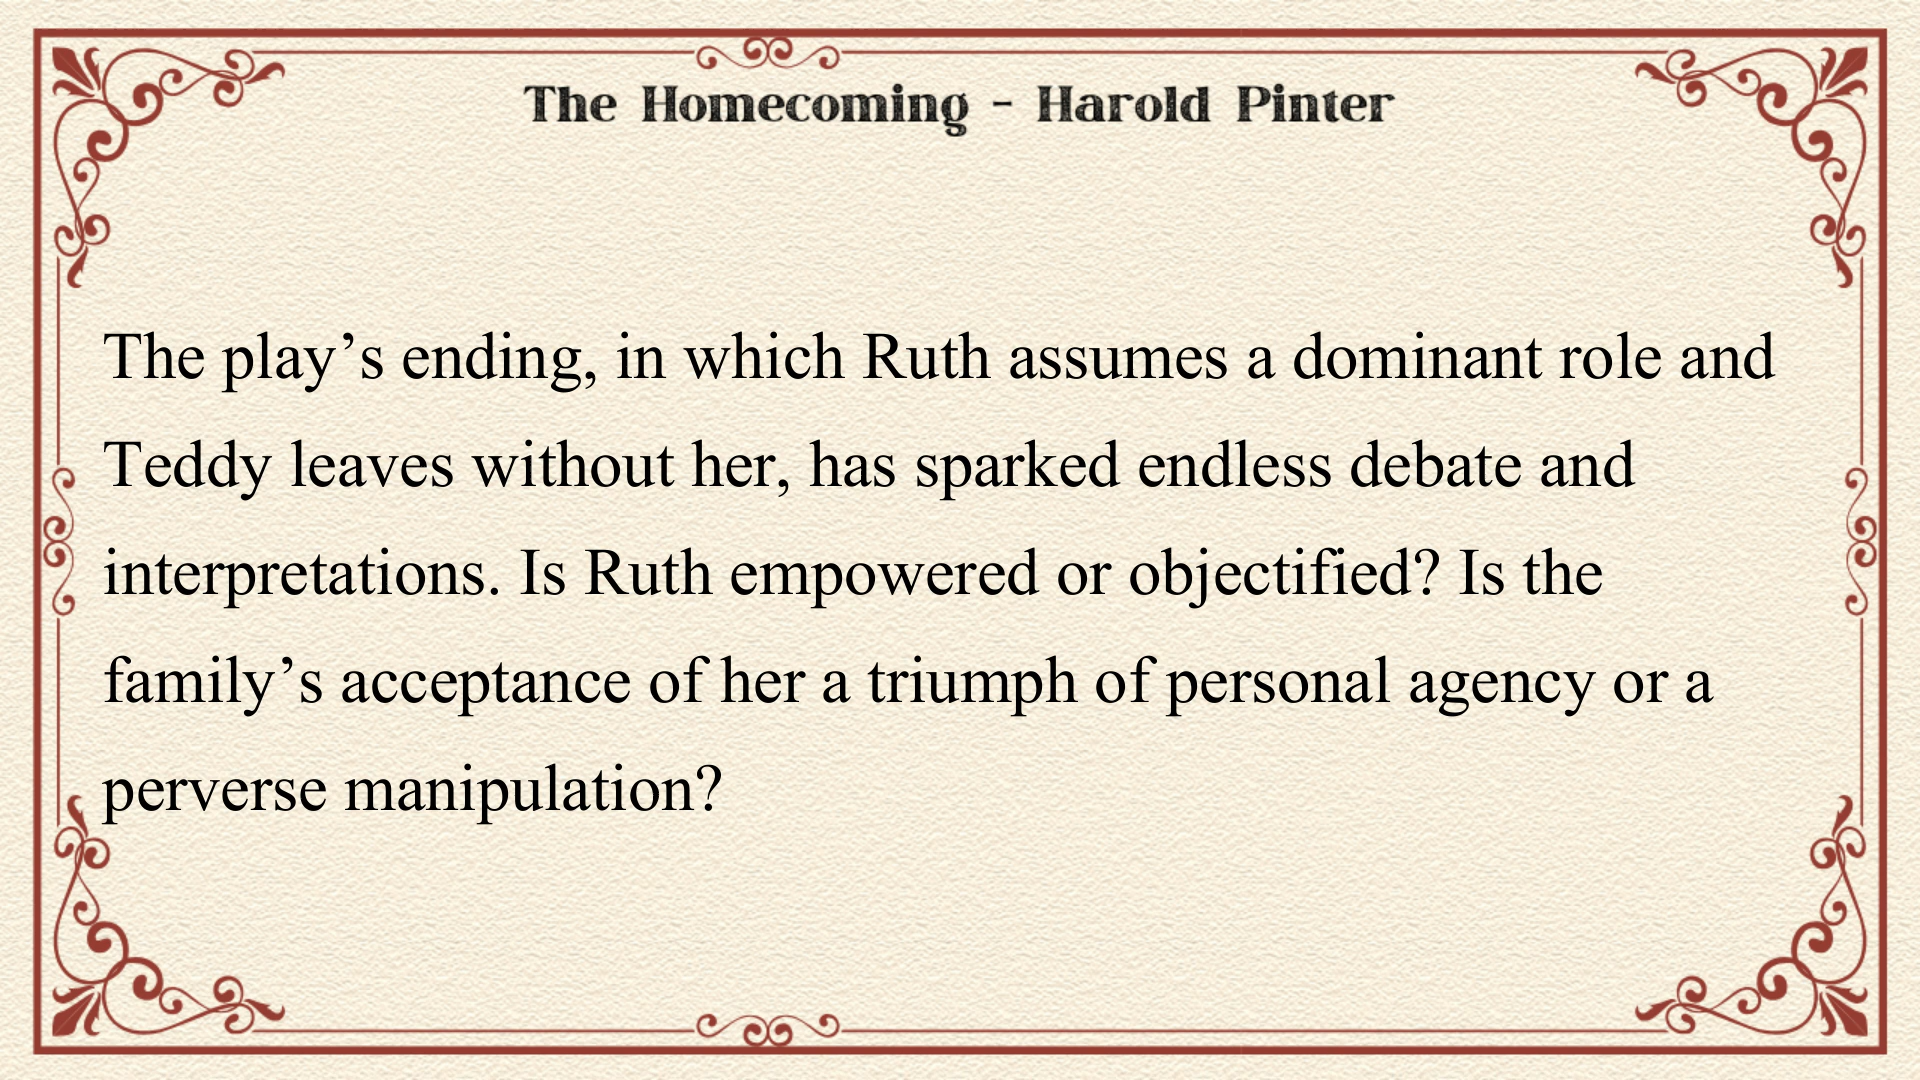 The Homecoming - Harold Pinter
The play’s ending, in which Ruth assumes a dominant role and
Teddy leaves without her, has sparked endless debate and
interpretations. Is Ruth empowered or objectified? Is the
family’s acceptance of her a triumph of personal agency or a
perverse manipulation?